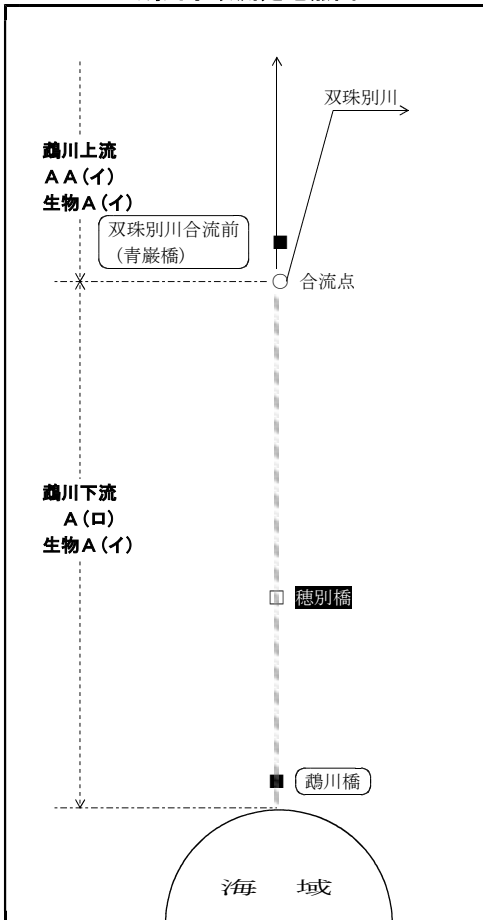 双珠別川
鵡川上流
ＡＡ（イ）
生物Ａ（イ）
双珠別川合流前
（青巌橋）
合流点
鵡川下流
Ａ（ロ）
生物Ａ（イ）
穂別橋
鵡川橋
海　域